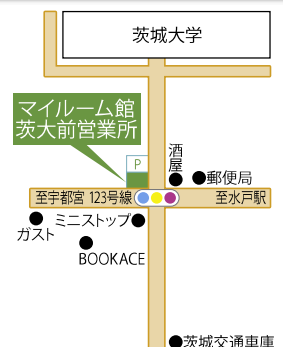 茨城大学
マイルーム館
茨大前営業所
P
酒屋
郵便局
至宇都宮 123号線
至水戸駅
ガスト
ミニストップ
BOOKACE
茨城交通車庫